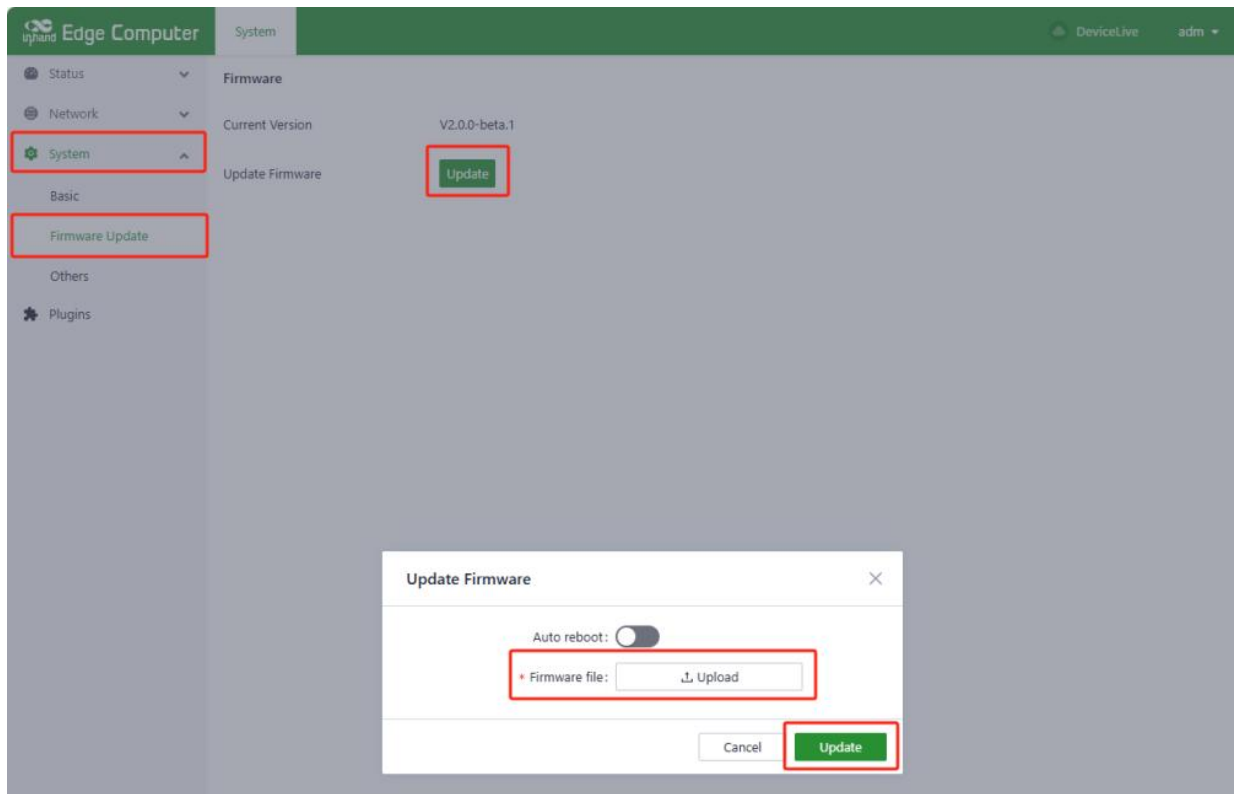 inhand Edge Computer
System
DeviceLive
adm
Status
Network
System
Basic
Firmware Update
Others
Plugins
Firmware
Current Version V2.0.0-beta.1
Update Firmware Update
Update Firmware
Auto reboot:
* Firmware file: Upload
Cancel Update